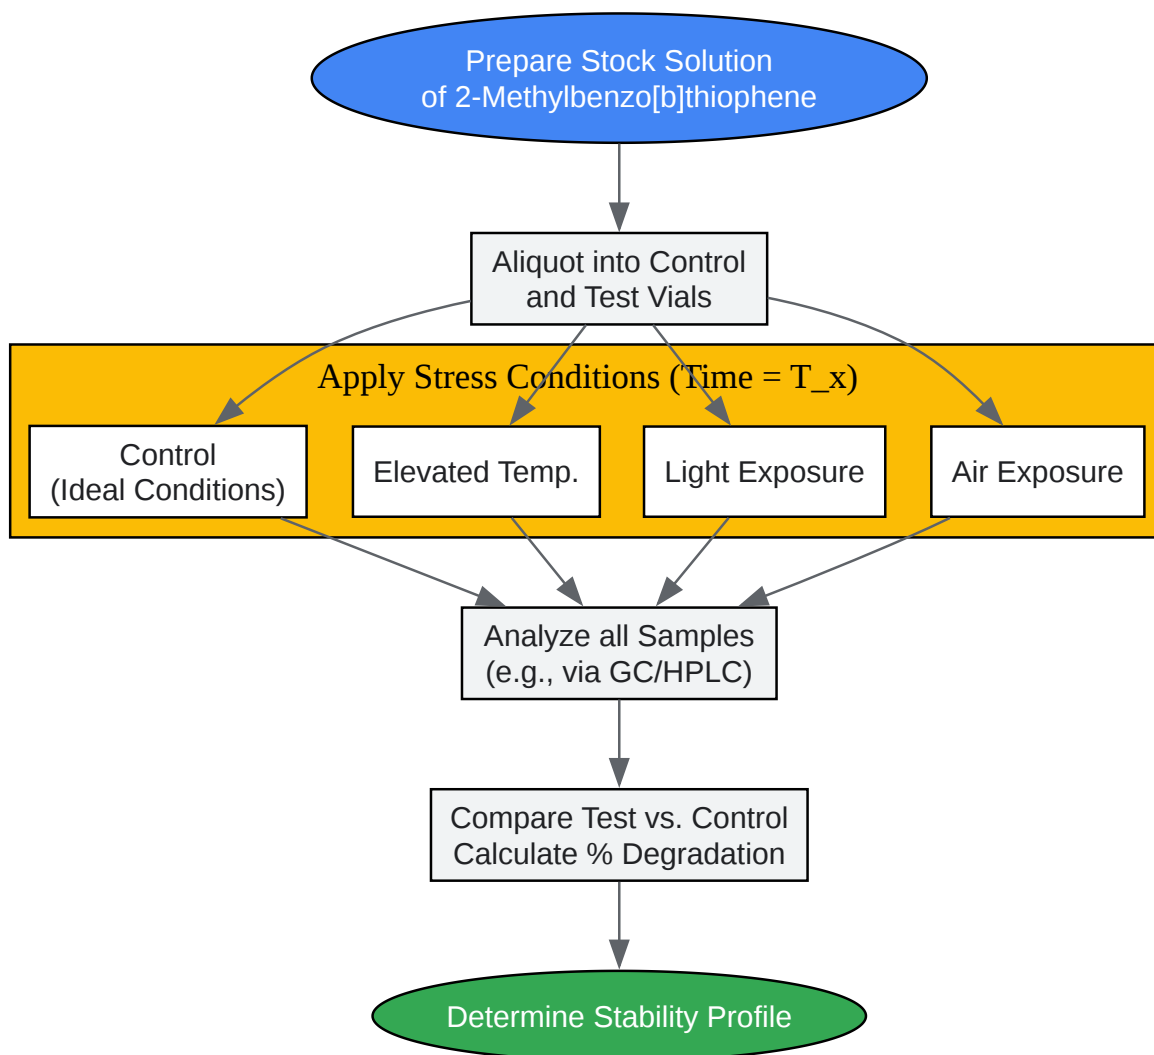 Prepare Stock Solution
of 2-Methylbenzo[b]thiophene
Aliquot into Control
and Test Vials
Apply Stress Conditions (Time = T_x)
Control
(Ideal Conditions)
Elevated Temp.
Light Exposure
Air Exposure
Analyze all Samples
(e.g., via GC/HPLC)
Compare Test vs. Control
Calculate % Degradation
Determine Stability Profile